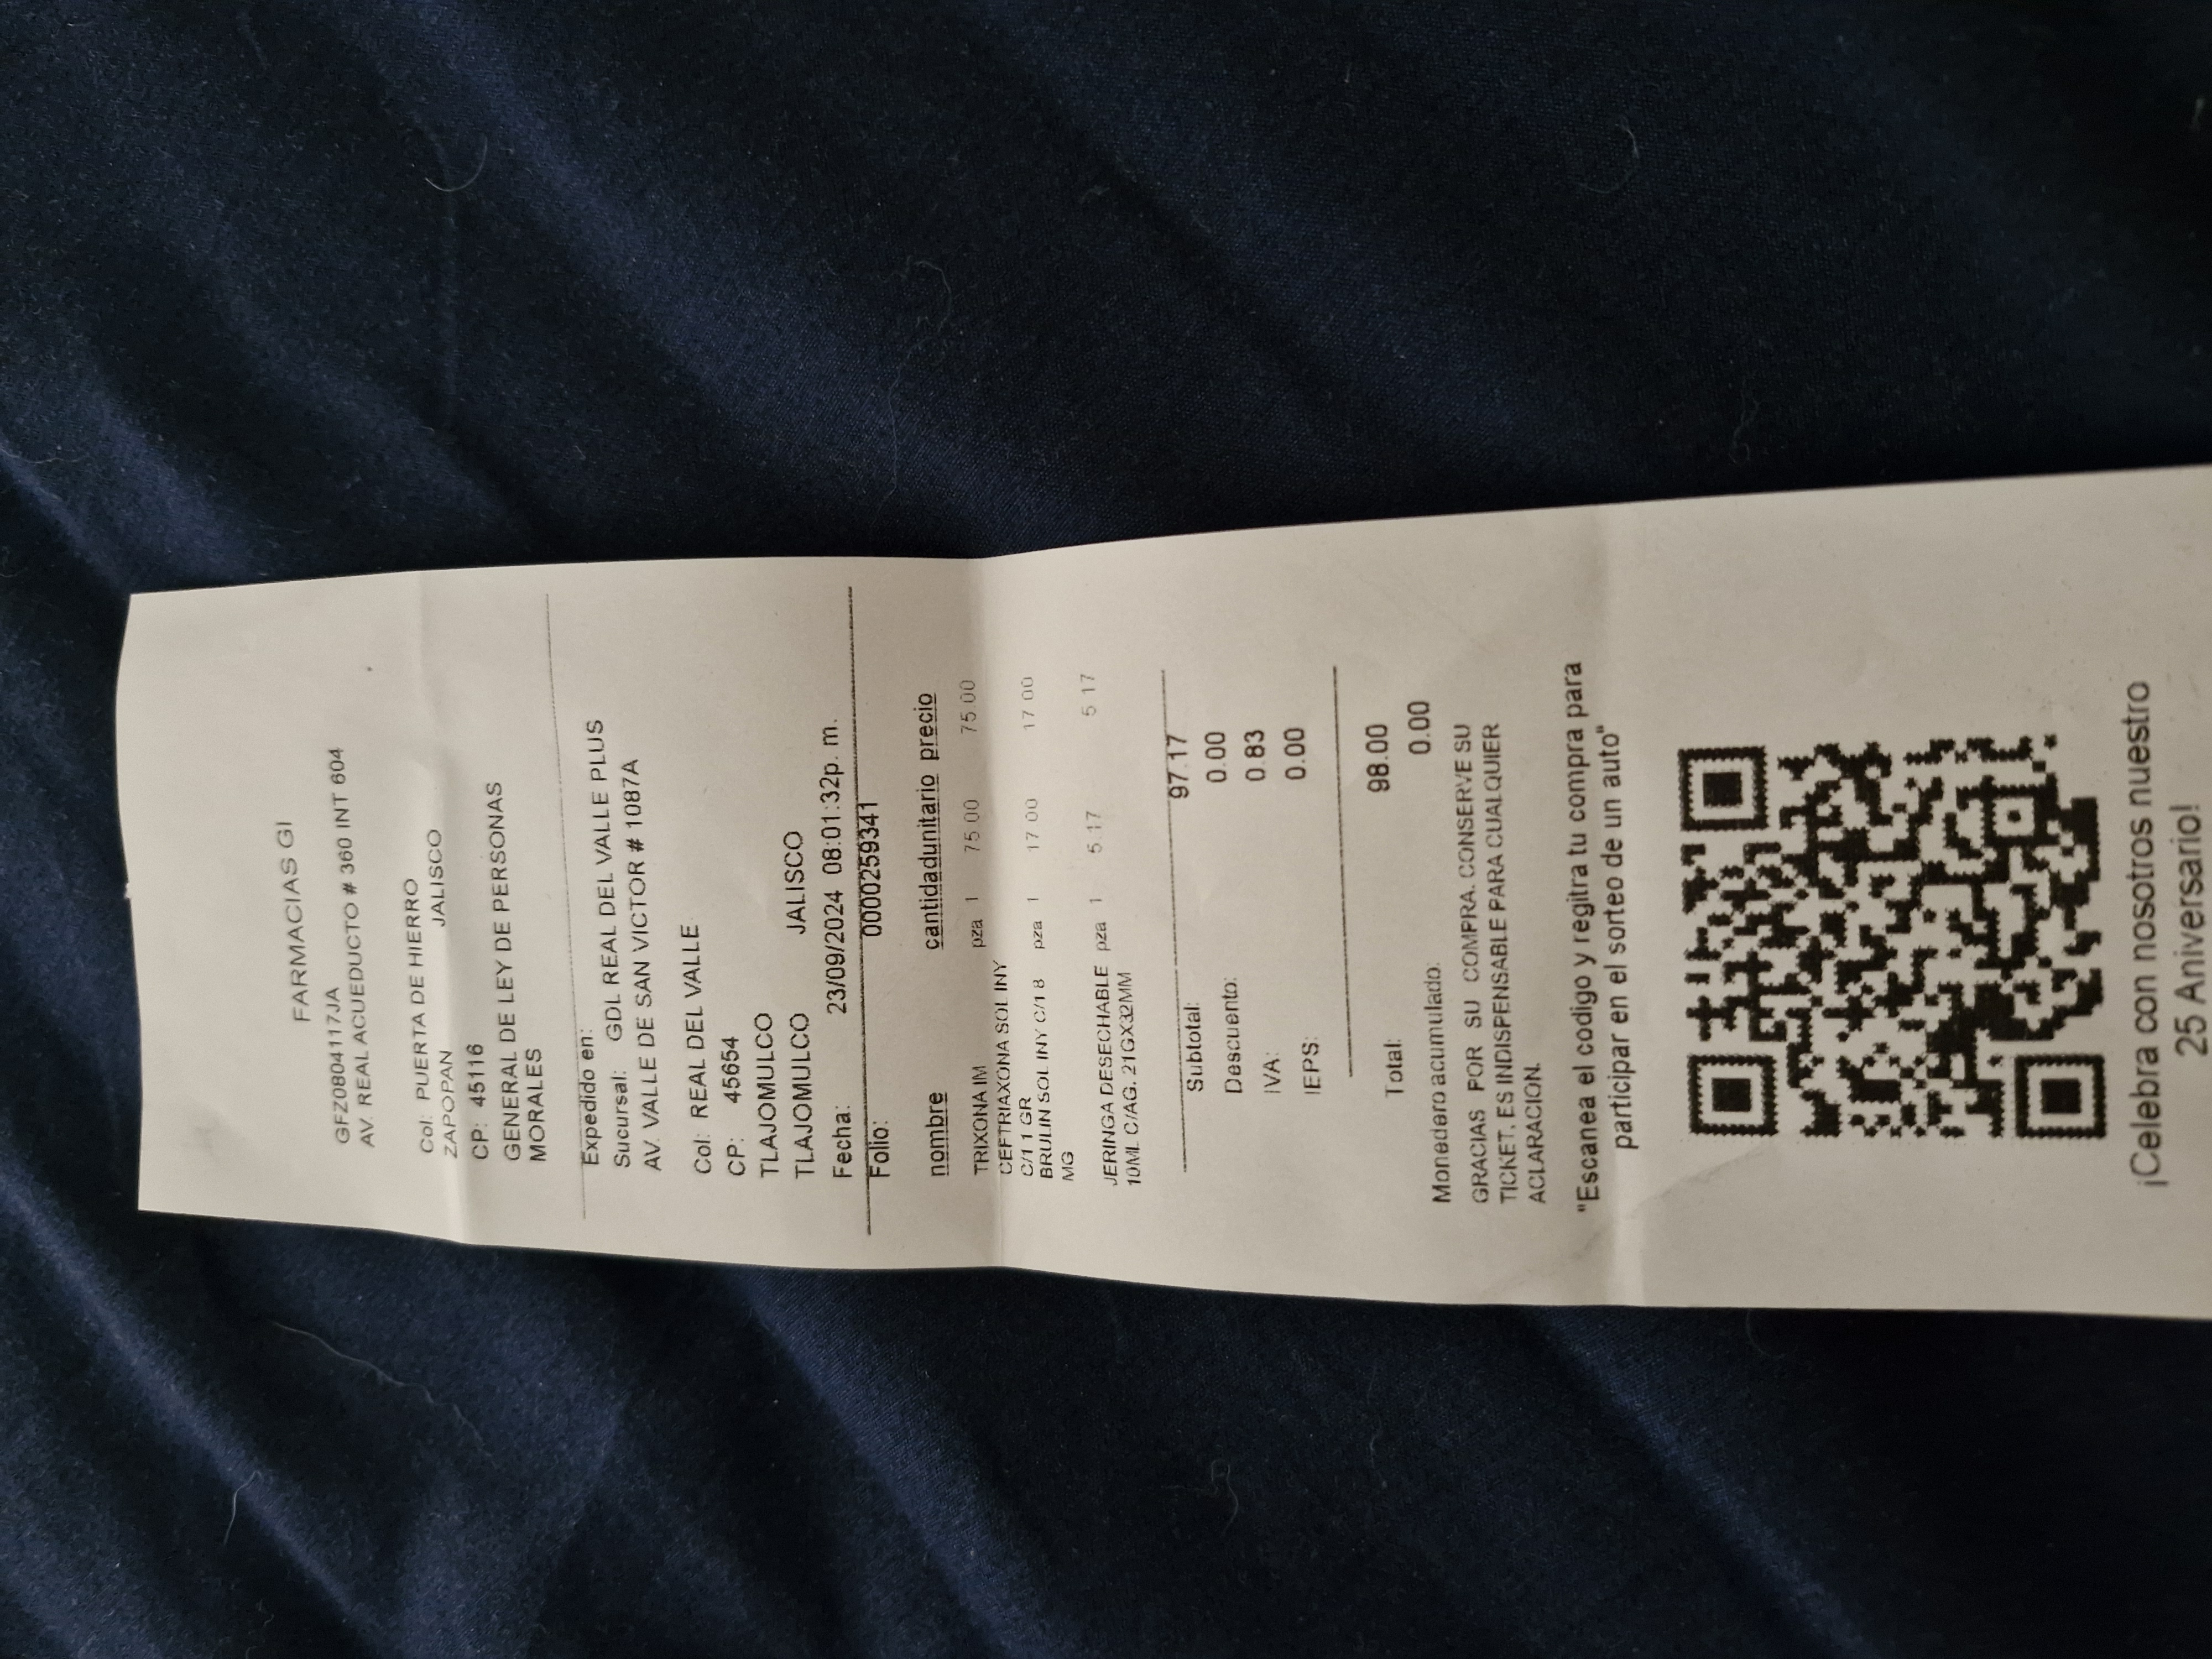 FARMACIAS GI
GFZ0804117JA
AV. REAL ACUEDUCTO # 360 INT 604
Col: PUERTA DE HIERRO
ZAPOPAN JALISCO
CP: 45116
GENERAL DE LEY DE PERSONAS
MORALES
Expedido en:
Sucursal: GDL REAL DEL VALLE PLUS
AV. VALLE DE SAN VICTOR # 1087A
Col: REAL DEL VALLE
CP: 45654
TLAJOMULCO
TLAJOMULCO JALISCO
Fecha: 23/09/2024 08:01:32p. m.
Folio: 0000259341
nombre cantidadunitario precio
TRIXONA IM pza 1 75.00 75.00
CEFTRIAXONA SOL INY
C/1 1 GR
BRULIN SOL INY C/1 8 pza 1 17.00 17.00
MG
JERINGA DESECHABLE pza 1 5.17 5.17
10ML C/AG. 21GX32MM
Subtotal: 97.17
Descuento: 0.00
IVA: 0.83
IEPS: 0.00
Total: 98.00
Monedero acumulado: 0.00
GRACIAS POR SU COMPRA. CONSERVE SU
TICKET, ES INDISPENSABLE PARA CUALQUIER
ACLARACION.
"Escanea el codigo y regitra tu compra para
participar en el sorteo de un auto"
¡Celebra con nosotros nuestro
25 Aniversario!